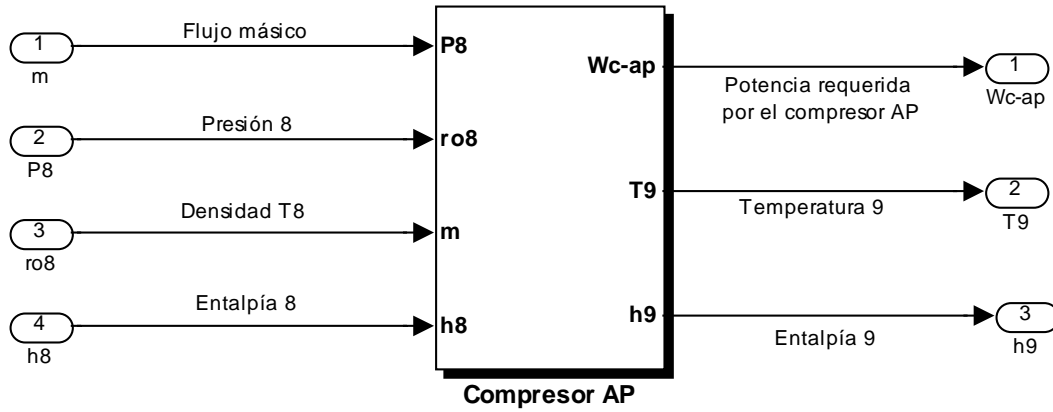 1
m
Flujo másico
P8
2
P8
Presión 8
ro8
3
ro8
Densidad T8
m
4
h8
Entalpía 8
h8
Wc-ap
Potencia requerida
por el compresor AP
1
Wc-ap
T9
Temperatura 9
2
T9
h9
Entalpía 9
3
h9
Compresor AP